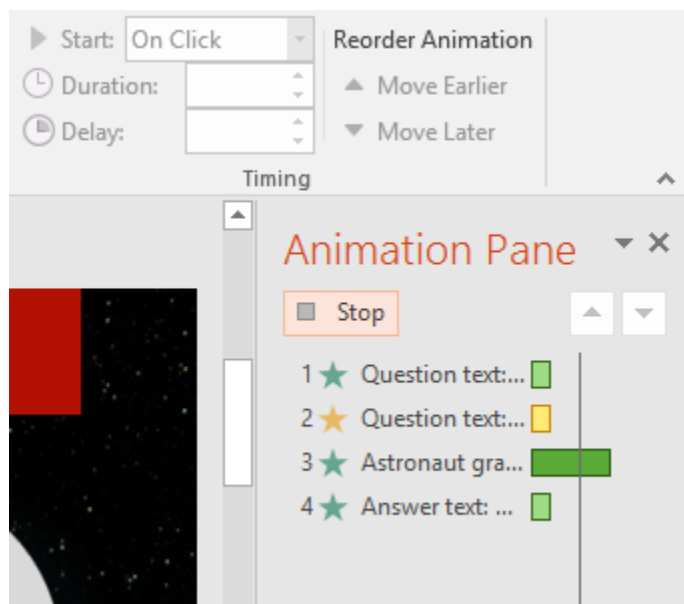 Start: On Click
Reorder Animation
Duration:
Move Earlier
Delay:
Move Later
Timing
Animation Pane
Stop
1 Question text:...
2 Question text:...
3 Astronaut gra...
4 Answer text: ...